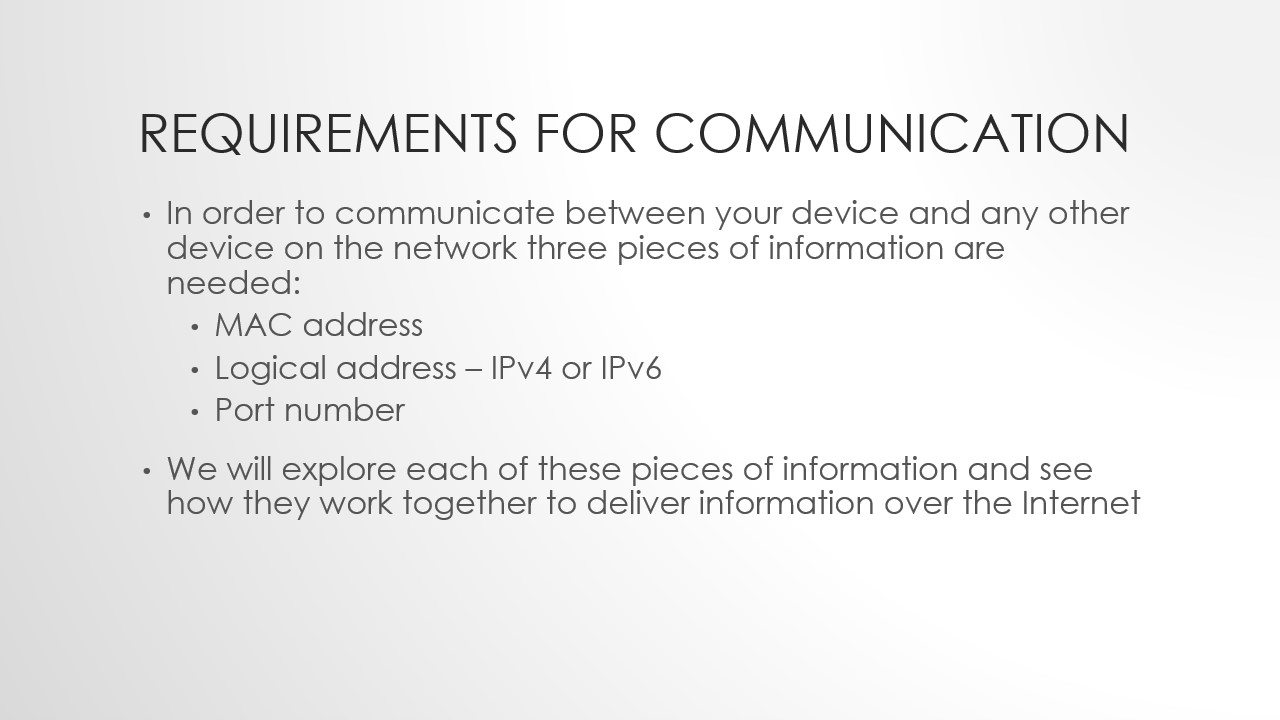 REQUIREMENTS FOR COMMUNICATION
• In order to communicate between your device and any other
device on the network three pieces of information are
needed:
• MAC address
• Logical address – IPv4 or IPv6
• Port number
• We will explore each of these pieces of information and see
how they work together to deliver information over the Internet